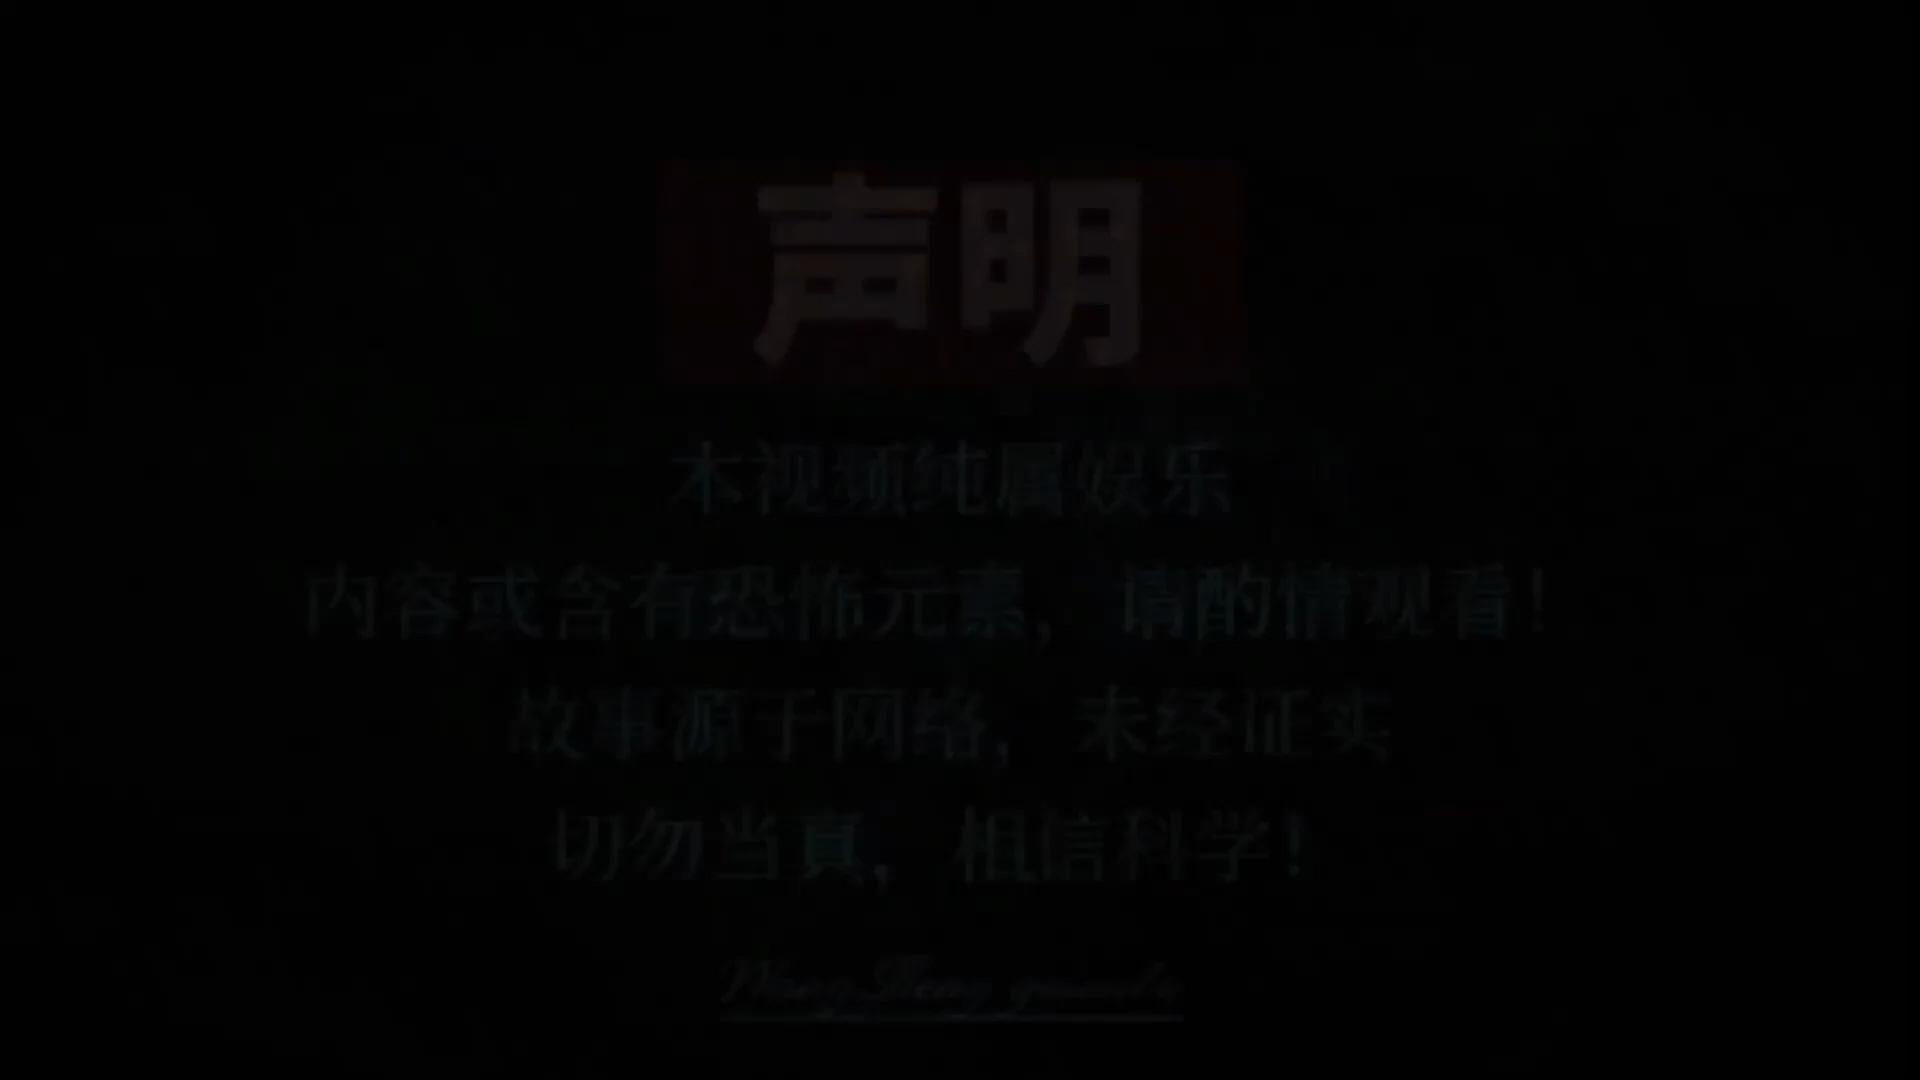 声明
本视频纯属娱乐
内容或含有恐怖元素，请酌情观看！
故事源于网络，未经证实
切勿当真，相信科学！